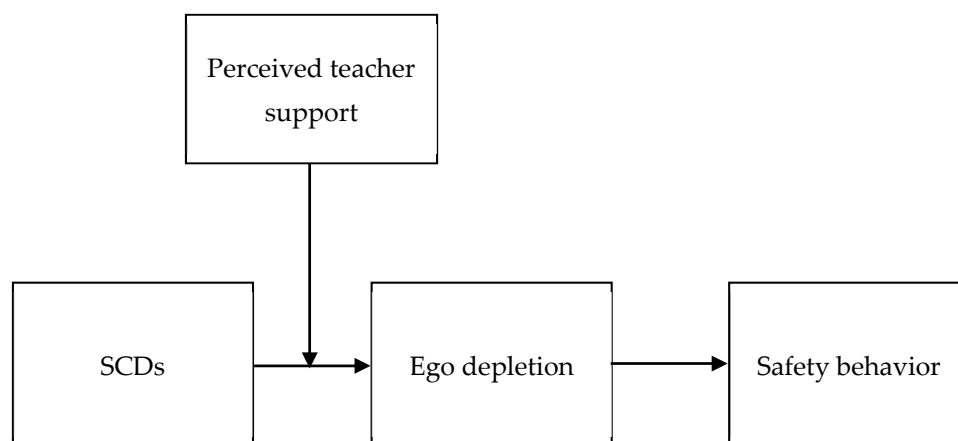 Perceived teacher
support
SCDs
Ego depletion
Safety behavior